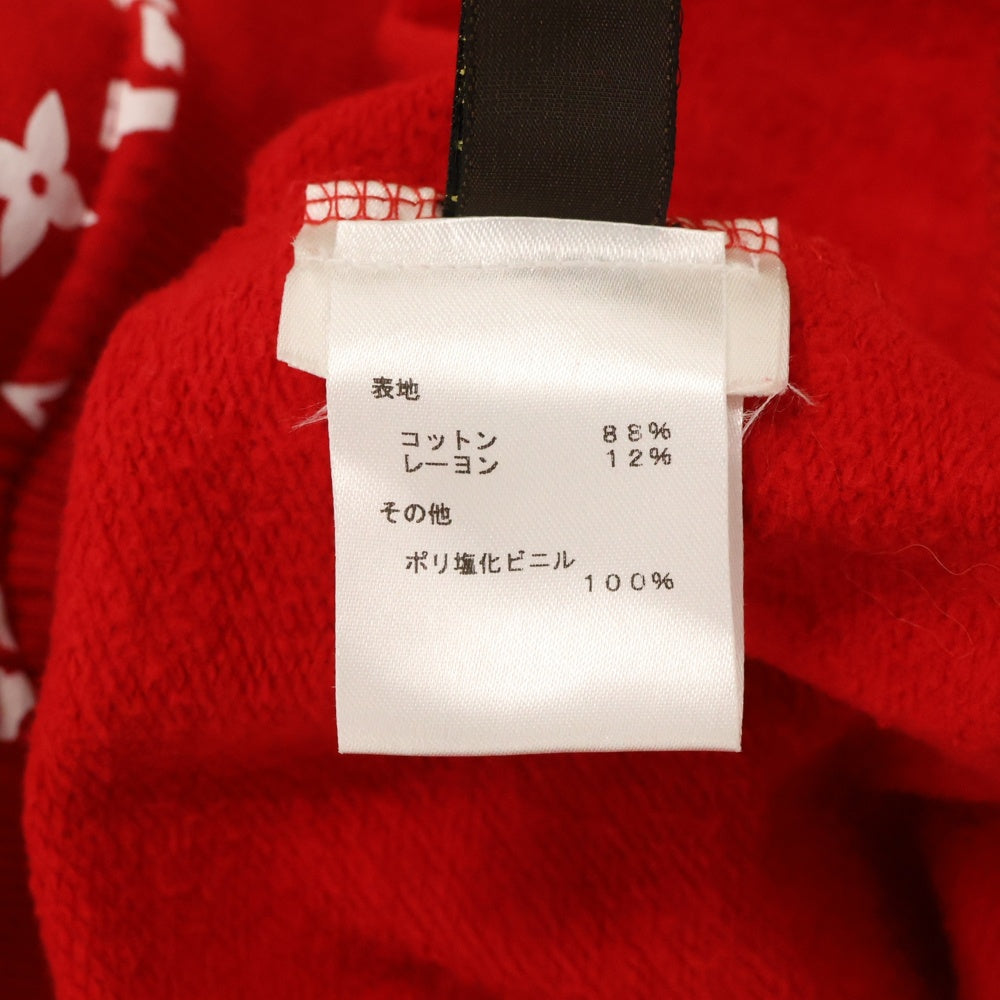 表地
コットン 88%
レーヨン 12%
その他
ポリ塩化ビニル
100%